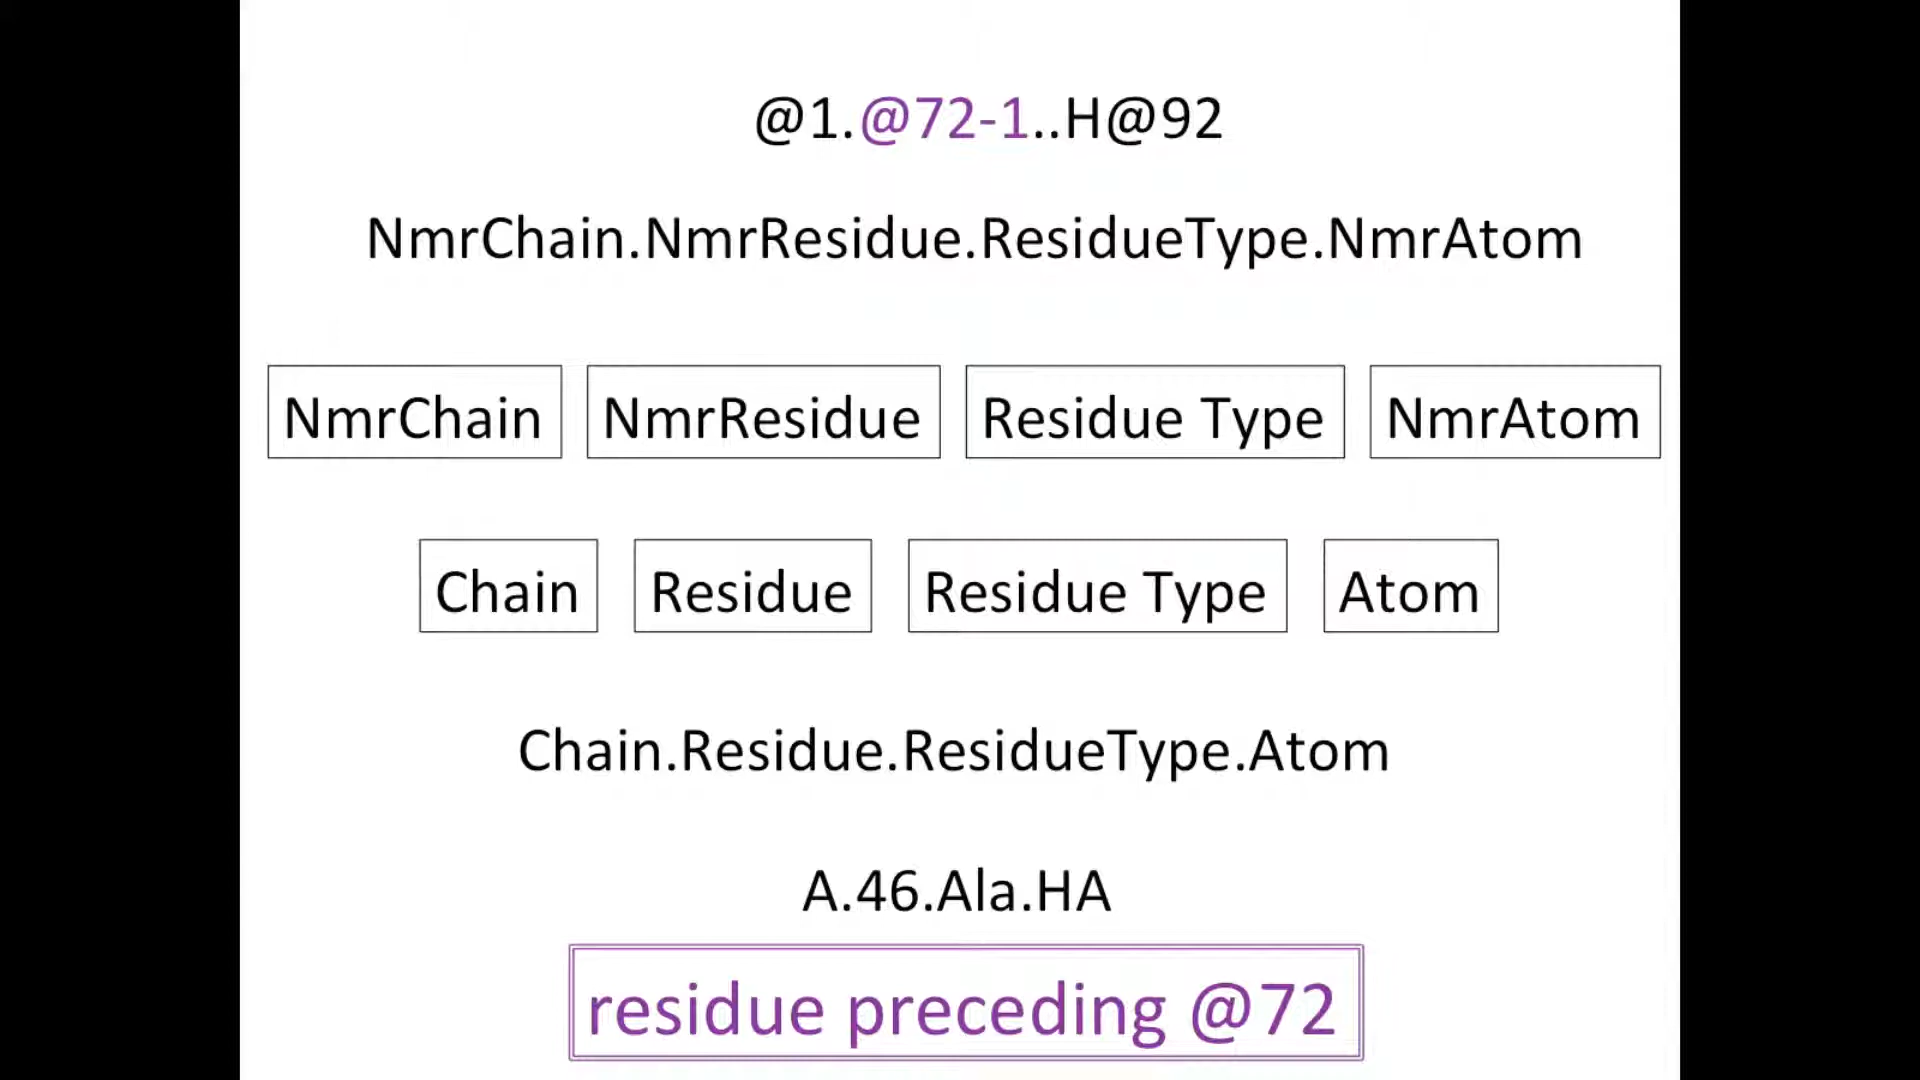 @1.@72-1..H@92
NmrChain.NmrResidue.ResidueType.NmrAtom
NmrChain NmrResidue Residue Type NmrAtom
Chain Residue Residue Type Atom
Chain.Residue.ResidueType.Atom
A.46.Ala.HA
residue preceding @72